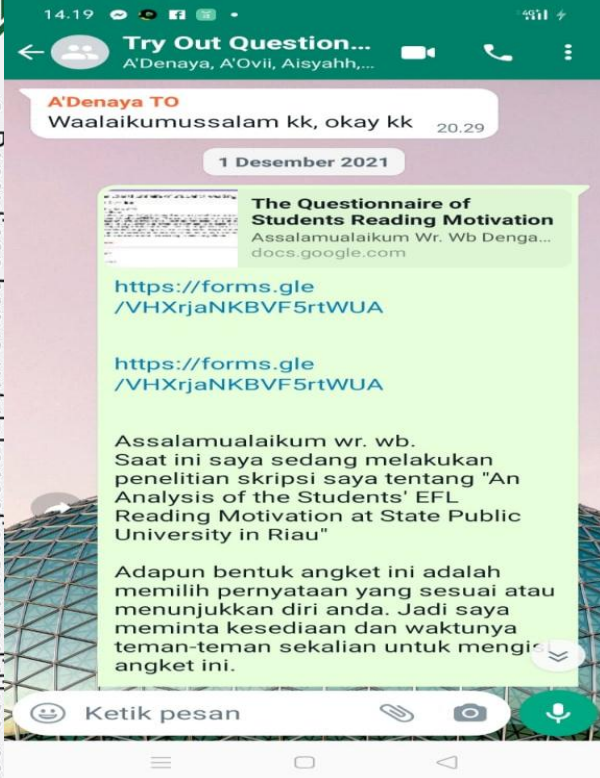 14.19
Try Out Question...
A'Denaya, A'Ovii, Aisyahh,...
A'Denaya TO
Waalaikumussalam kk, okay kk 20.29
1 Desember 2021
The Questionnaire of
Students Reading Motivation
Assalamualaikum Wr. Wb Denga...
docs.google.com
https://forms.gle
/VHXrjaNKBVF5rtWUA
https://forms.gle
/VHXrjaNKBVF5rtWUA
Assalamualaikum wr. wb.
Saat ini saya sedang melakukan
penelitian skripsi saya tentang "An
Analysis of the Students' EFL
Reading Motivation at State Public
University in Riau"
Adapun bentuk angket ini adalah
memilih pernyataan yang sesuai atau
menunjukkan diri anda. Jadi saya
meminta kesediaan dan waktunya
teman-teman sekalian untuk mengisi
angket ini.
Ketik pesan